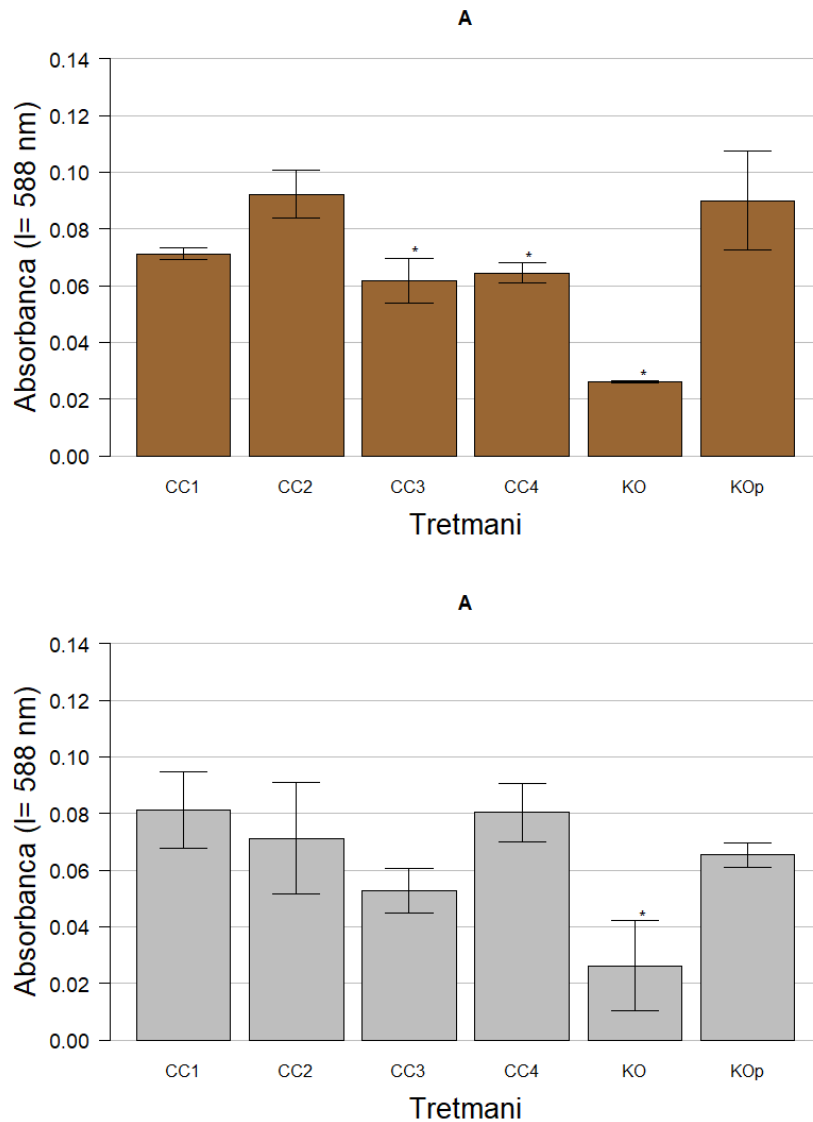 A
0.14
0.12
0.10
0.08
0.06
0.04
0.02
0.00
Absorbanca (l= 588 nm)
* * *
CC1 CC2 CC3 CC4 KO KOp
Tretmani
A
0.14
0.12
0.10
0.08
0.06
0.04
0.02
0.00
Absorbanca (l= 588 nm)
*
CC1 CC2 CC3 CC4 KO KOp
Tretmani